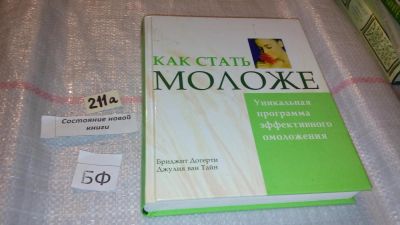 КАК СТАТЬ
МОЛОЖЕ
Уникальная
программа
эффективного
омоложения
Бриджит Догерти
Джулия ван Тайн
211а
Состояние новой
книги
БФ